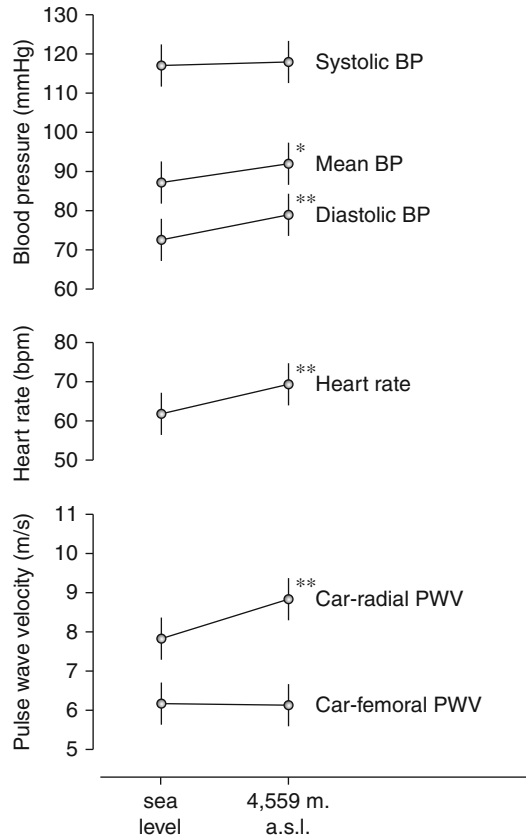 Blood pressure (mmHg)
130
120
110
100
90
80
70
60
Systolic BP
*
Mean BP
**
Diastolic BP
Heart rate (bpm)
80
70
60
50
**
Heart rate
Pulse wave velocity (m/s)
11
10
9
8
7
6
5
**
Car-radial PWV
Car-femoral PWV
sea
level
4,559 m.
a.s.l.